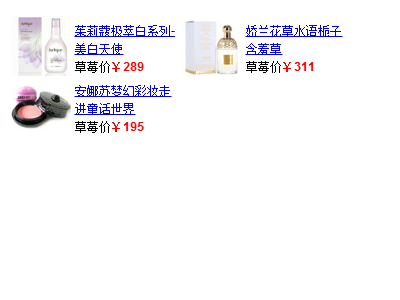 茱莉蔻极萃白系列-
美白天使
草莓价￥289
娇兰花草水语栀子
含羞草
草莓价￥311
安娜苏梦幻彩妆走
进童话世界
草莓价￥195